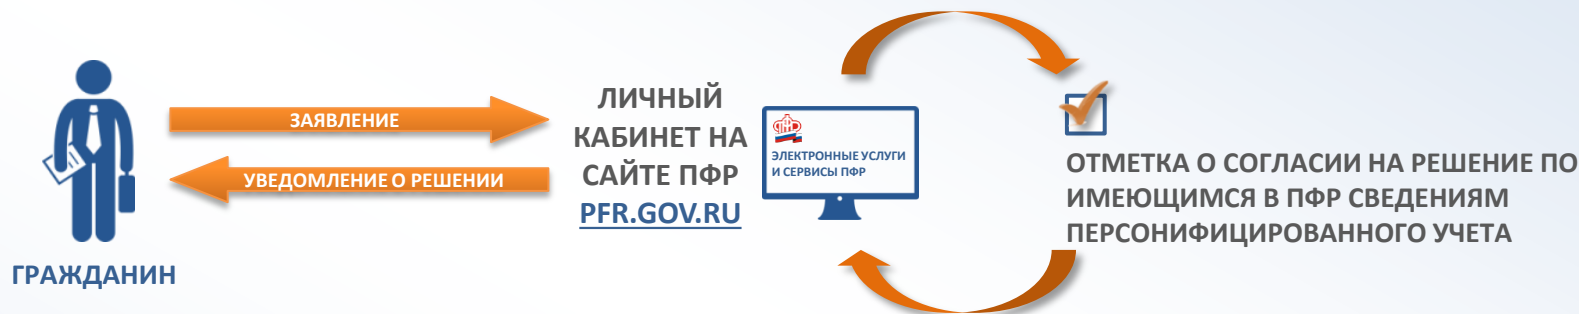 ЗАЯВЛЕНИЕ
УВЕДОМЛЕНИЕ О РЕШЕНИИ
ГРАЖДАНИН
ЛИЧНЫЙ
КАБИНЕТ НА
САЙТЕ ПФР
PFR.GOV.RU
ЭЛЕКТРОННЫЕ УСЛУГИ
И СЕРВИСЫ ПФР
ОТМЕТКА О СОГЛАСИИ НА РЕШЕНИЕ ПО
ИМЕЮЩИМСЯ В ПФР СВЕДЕНИЯМ
ПЕРСОНИФИЦИРОВАННОГО УЧЕТА